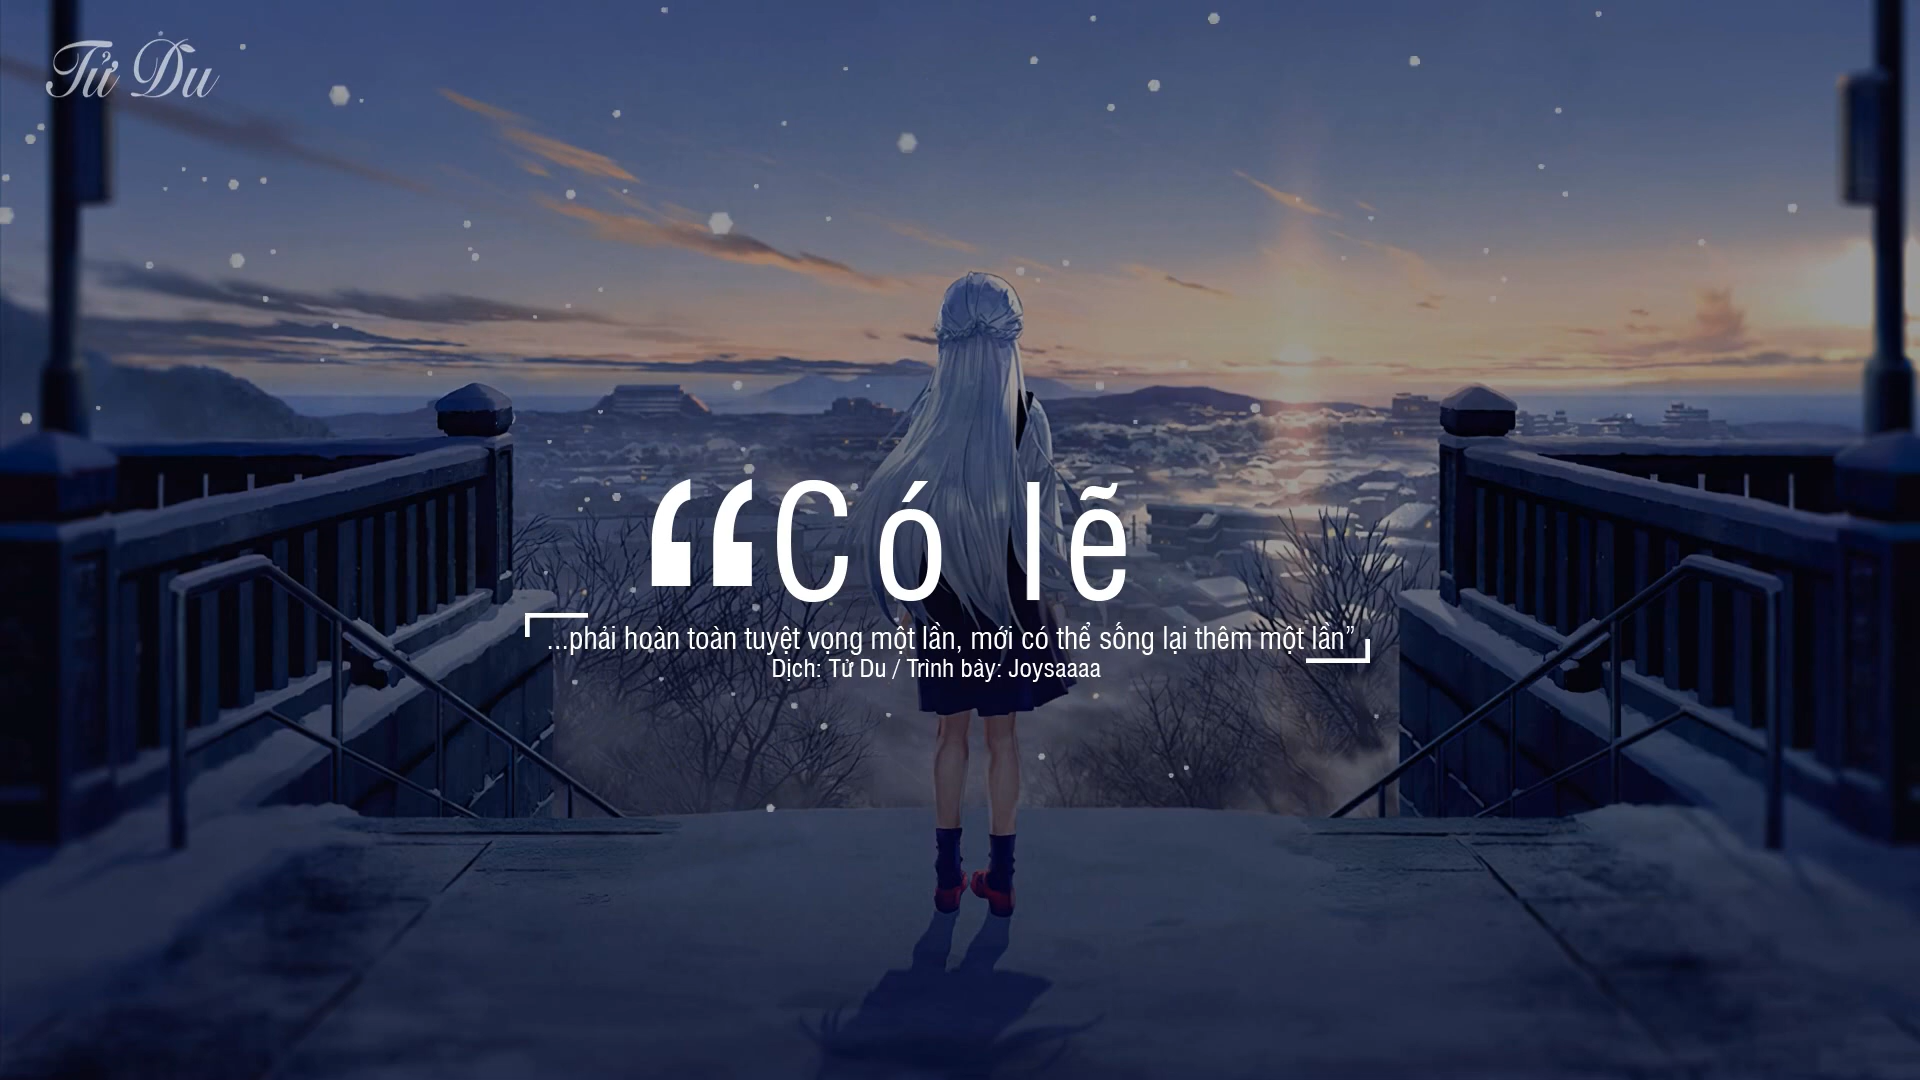 Tử Du
“Có lẽ
...phải hoàn toàn tuyệt vọng một lần, mới có thể sống lại thêm một lần”
Dịch: Tử Du / Trình bày: Joysaaaa